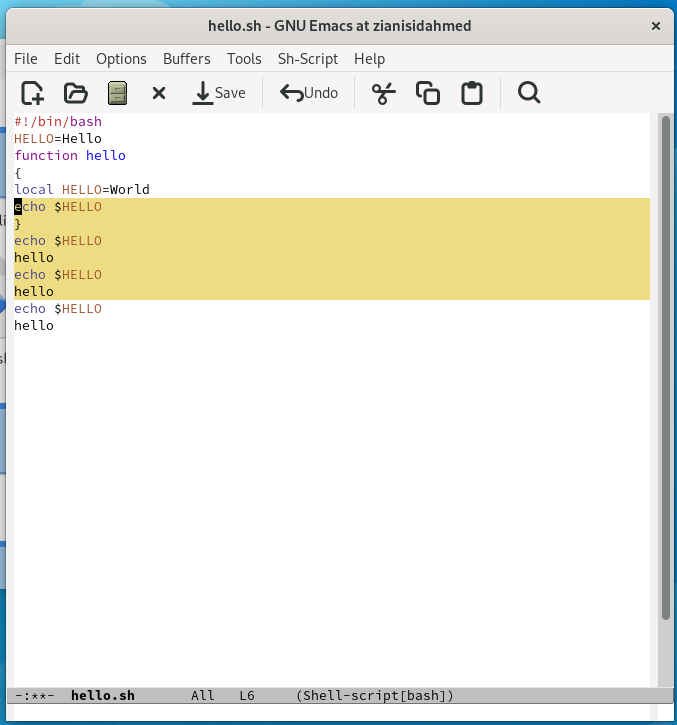 hello.sh - GNU Emacs at zianisidahmed ×
File Edit Options Buffers Tools Sh-Script Help
Save Undo
#!/bin/bash
HELLO=Hello
function hello
{
local HELLO=World
echo $HELLO
}
echo $HELLO
hello
echo $HELLO
hello
echo $HELLO
hello
-:**- hello.sh All L6 (Shell-script[bash])